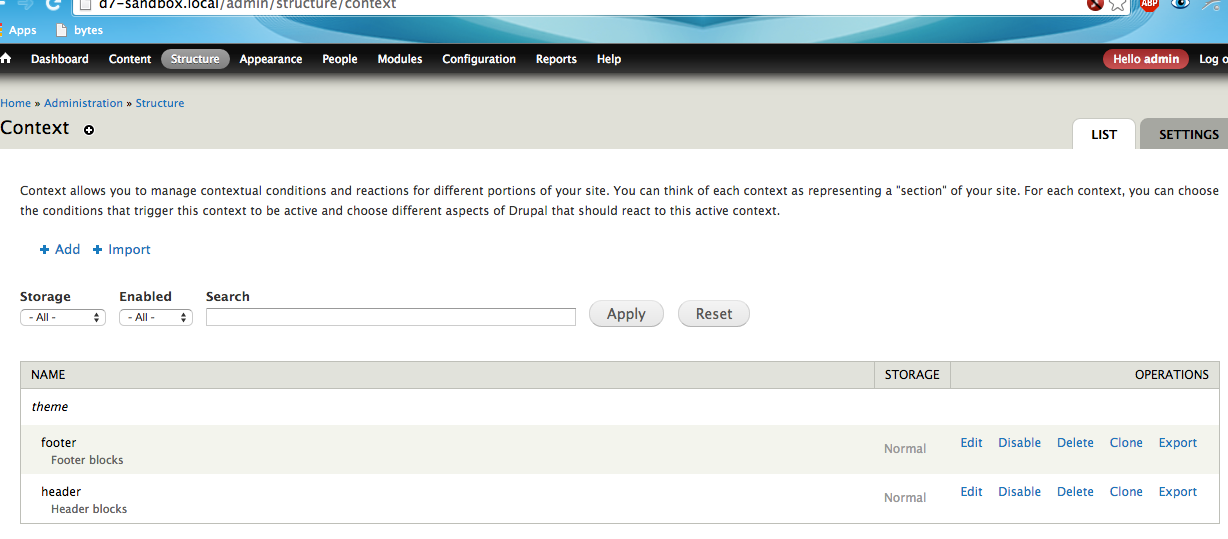 d7-sandbox.local/admin/structure/context
ABP
Apps bytes
Dashboard Content Structure Appearance People Modules Configuration Reports Help Hello admin Log o
Home » Administration » Structure
Context
LIST SETTINGS
Context allows you to manage contextual conditions and reactions for different portions of your site. You can think of each context as representing a "section" of your site. For each context, you can choose
the conditions that trigger this context to be active and choose different aspects of Drupal that should react to this active context.
+ Add + Import
Storage Enabled Search
- All - - All - Apply Reset
NAME STORAGE OPERATIONS
theme
footer
Footer blocks
Normal Edit Disable Delete Clone Export
header
Header blocks
Normal Edit Disable Delete Clone Export